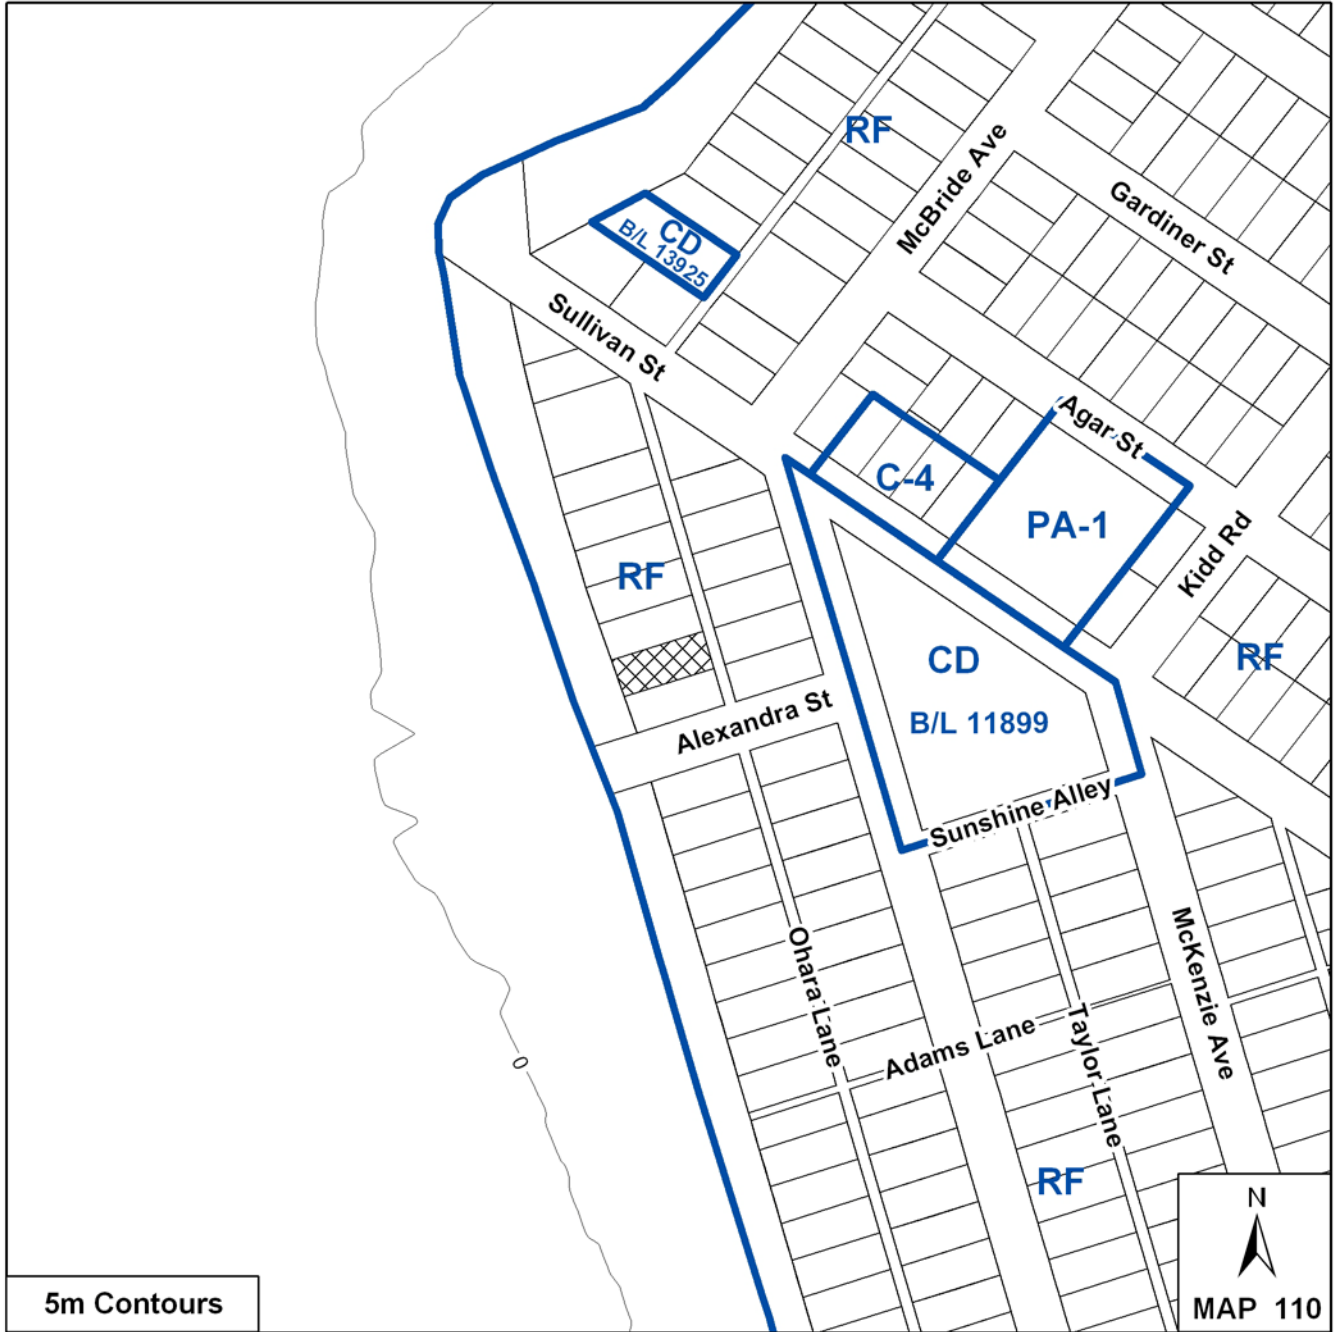 RF
McBride Ave
Gardiner St
CD
B/L 13925
Sullivan St
Agar St
C-4
PA-1
Kidd Rd
RF
CD
RF
B/L 11899
Alexandra St
Sunshine Alley
Ohara Lane
McKenzie Ave
Adams Lane
Taylor Lane
0
RF
N
5m Contours
MAP 110